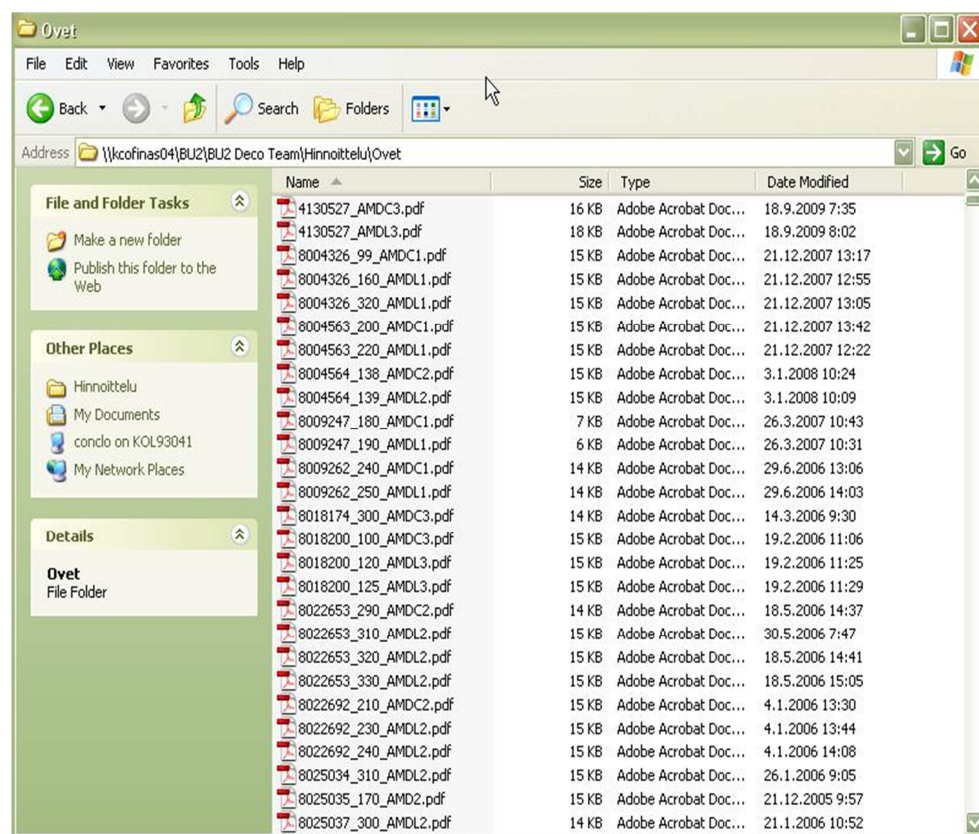 Ovet
File Edit View Favorites Tools Help
Back Search Folders
Address \\kcofinas04\BU2\BU2 Deco Team\Hinnoittelu\Ovet Go
File and Folder Tasks
Make a new folder
Publish this folder to the
Web
Other Places
Hinnoittelu
My Documents
conclo on KOL93041
My Network Places
Details
Ovet
File Folder
Name Size Type Date Modified
4130527_AMDC3.pdf 16 KB Adobe Acrobat Doc... 18.9.2009 7:35
4130527_AMDL3.pdf 18 KB Adobe Acrobat Doc... 18.9.2009 8:02
8004326_99_AMDC1.pdf 15 KB Adobe Acrobat Doc... 21.12.2007 13:17
8004326_160_AMDL1.pdf 15 KB Adobe Acrobat Doc... 21.12.2007 12:55
8004326_320_AMDL1.pdf 15 KB Adobe Acrobat Doc... 21.12.2007 13:05
8004563_200_AMDC1.pdf 15 KB Adobe Acrobat Doc... 21.12.2007 13:42
8004563_220_AMDL1.pdf 15 KB Adobe Acrobat Doc... 21.12.2007 12:22
8004564_138_AMDC2.pdf 15 KB Adobe Acrobat Doc... 3.1.2008 10:24
8004564_139_AMDL2.pdf 15 KB Adobe Acrobat Doc... 3.1.2008 10:09
8009247_180_AMDC1.pdf 7 KB Adobe Acrobat Doc... 26.3.2007 10:43
8009247_190_AMDL1.pdf 6 KB Adobe Acrobat Doc... 26.3.2007 10:31
8009262_240_AMDC1.pdf 14 KB Adobe Acrobat Doc... 29.6.2006 13:06
8009262_250_AMDL1.pdf 14 KB Adobe Acrobat Doc... 29.6.2006 14:03
8018174_300_AMDC3.pdf 14 KB Adobe Acrobat Doc... 14.3.2006 9:30
8018200_100_AMDC3.pdf 15 KB Adobe Acrobat Doc... 19.2.2006 11:06
8018200_120_AMDL3.pdf 15 KB Adobe Acrobat Doc... 19.2.2006 11:25
8018200_125_AMDL3.pdf 15 KB Adobe Acrobat Doc... 19.2.2006 11:29
8022653_290_AMDC2.pdf 14 KB Adobe Acrobat Doc... 18.5.2006 14:37
8022653_310_AMDL2.pdf 15 KB Adobe Acrobat Doc... 30.5.2006 7:47
8022653_320_AMDL2.pdf 15 KB Adobe Acrobat Doc... 18.5.2006 14:41
8022653_330_AMDL2.pdf 15 KB Adobe Acrobat Doc... 18.5.2006 15:05
8022692_210_AMDC2.pdf 15 KB Adobe Acrobat Doc... 4.1.2006 13:30
8022692_230_AMDL2.pdf 15 KB Adobe Acrobat Doc... 4.1.2006 13:44
8022692_240_AMDL2.pdf 15 KB Adobe Acrobat Doc... 4.1.2006 14:08
8025034_310_AMDL2.pdf 15 KB Adobe Acrobat Doc... 26.1.2006 9:05
8025035_170_AMD2.pdf 15 KB Adobe Acrobat Doc... 21.12.2005 9:57
8025037_300_AMDL2.pdf 14 KB Adobe Acrobat Doc... 21.1.2006 10:52